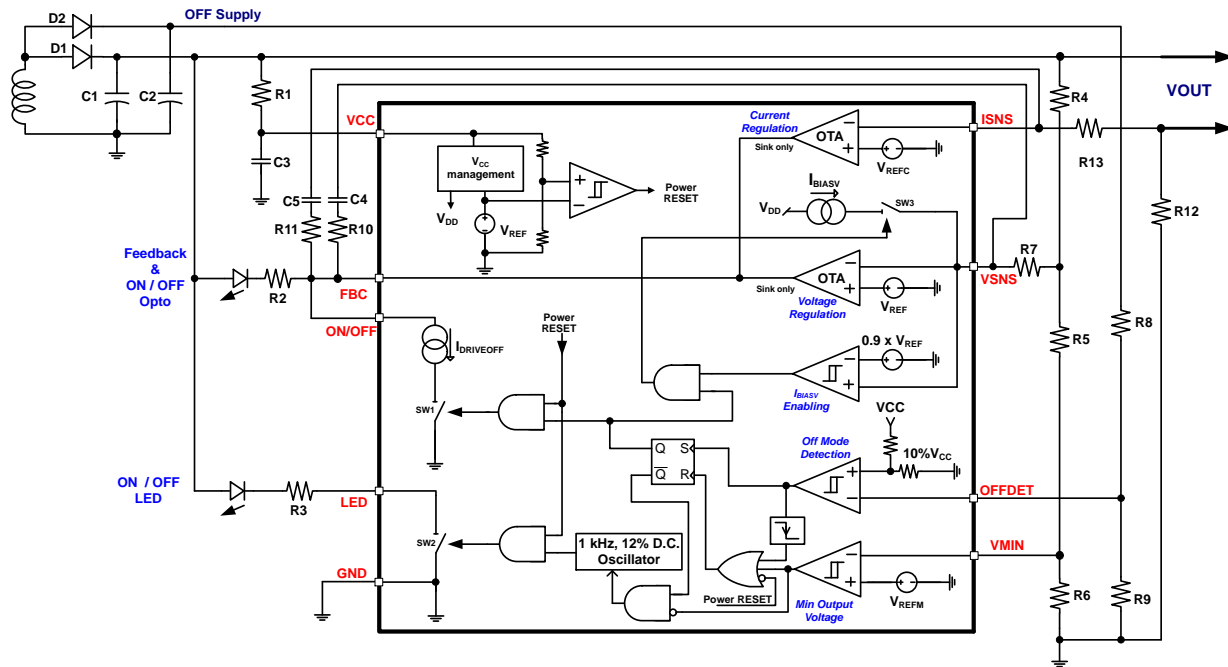 D2
OFF Supply
D1
C1
C2
R1
R4
VOUT
VCC
Current
Regulation
ISNS
OTA
Sink only
VREFC
R13
C3
VCC
management
VDD
VREF
Power
RESET
IBIASV
VDD
SW3
R12
C5
C4
R11
R10
Feedback
&
ON / OFF
Opto
R2
FBC
OTA
Sink only
VREF
Voltage
Regulation
VSNS
R7
ON/OFF
IDRIVEOFF
Power
RESET
R8
R5
0.9 x VREF
IBIASV
Enabling
SW1
VCC
10%VCC
Off Mode
Detection
Q
S
Q
R
OFFDET
ON / OFF
LED
R3
LED
SW2
1 kHz, 12% D.C.
Oscillator
VMIN
GND
Power RESET
Min Output
Voltage
VREFM
R6
R9